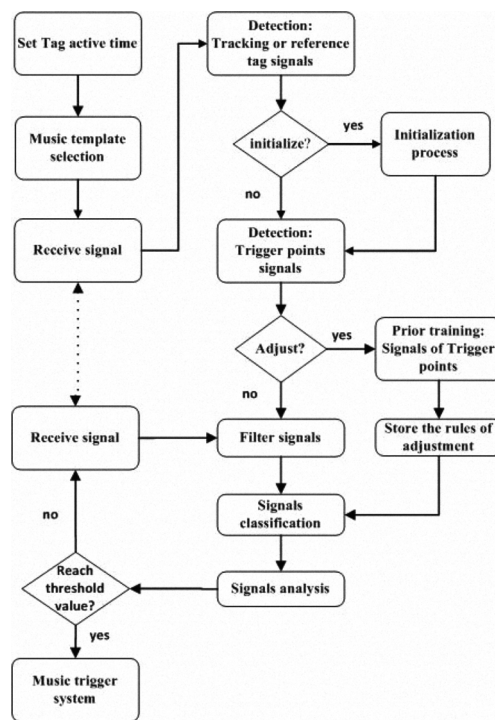 Set Tag active time
Detection:
Tracking or reference
tag signals
Music template
selection
initialize?
yes
Initialization
process
no
Receive signal
Detection:
Trigger points
signals
Adjust?
yes
Prior training:
Signals of Trigger
points
no
Receive signal
Filter signals
Store the rules of
adjustment
Signals
classification
no
Reach
threshold
value?
Signals analysis
yes
Music trigger
system